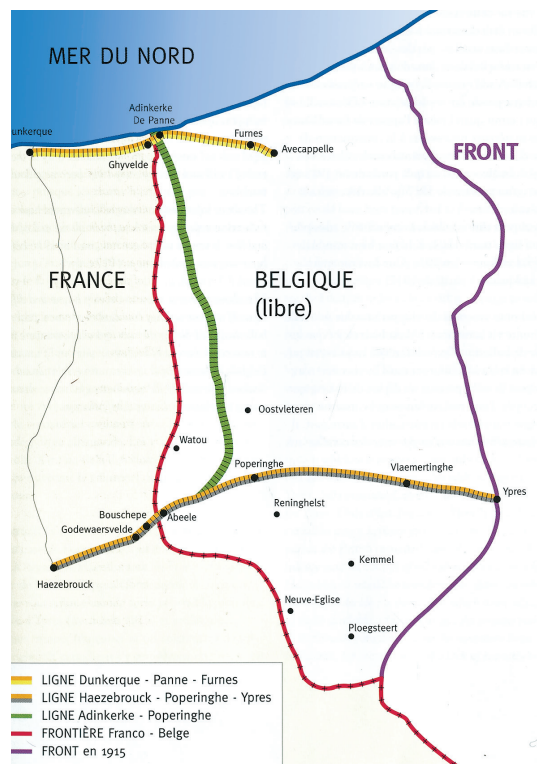 MER DU NORD
Adinkerke
De Panne
unkerque
Furnes
Avecappelle
Ghyvelde
FRONT
FRANCE
BELGIQUE
(libre)
Oostvleteren
Watou
Poperinghe
Vlaemertinghe
Ypres
Bouschepe
Abeele
Reninghelst
Godewaersvelde
Kemmel
Haezebrouck
Neuve-Eglise
Ploegsteert
LIGNE Dunkerque - Panne - Furnes
LIGNE Haezebrouck - Poperinghe - Ypres
LIGNE Adinkerke - Poperinghe
FRONTIÈRE Franco - Belge
FRONT en 1915